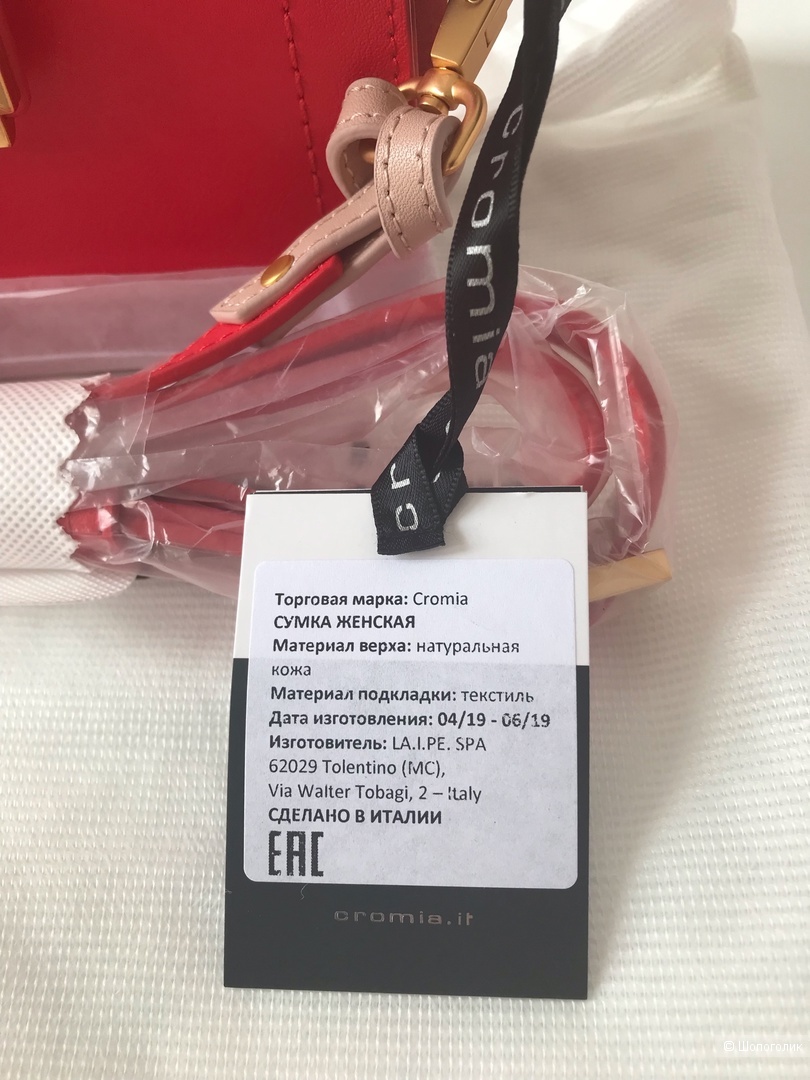 cromia
cr
Торговая марка: Cromia
СУМКА ЖЕНСКАЯ
Материал верха: натуральная
кожа
Материал подкладки: текстиль
Дата изготовления: 04/19 - 06/19
Изготовитель: LA.I.PE. SPA
62029 Tolentino (MC),
Via Walter Tobagi, 2 – Italy
СДЕЛАНО В ИТАЛИИ
EAC
cromia.it
© Шопоголик